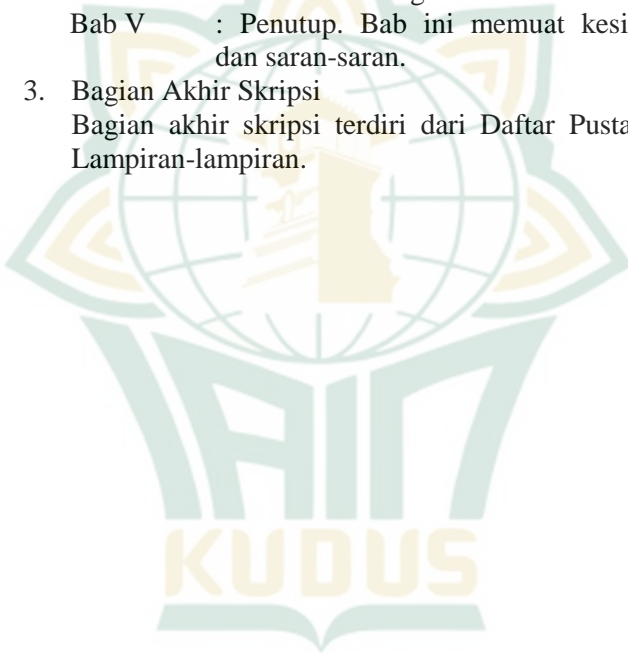 Bab V : Penutup. Bab ini memuat kesi
dan saran-saran.
3. Bagian Akhir Skripsi
Bagian akhir skripsi terdiri dari Daftar Pusta
Lampiran-lampiran.
IAIN
KUDUS